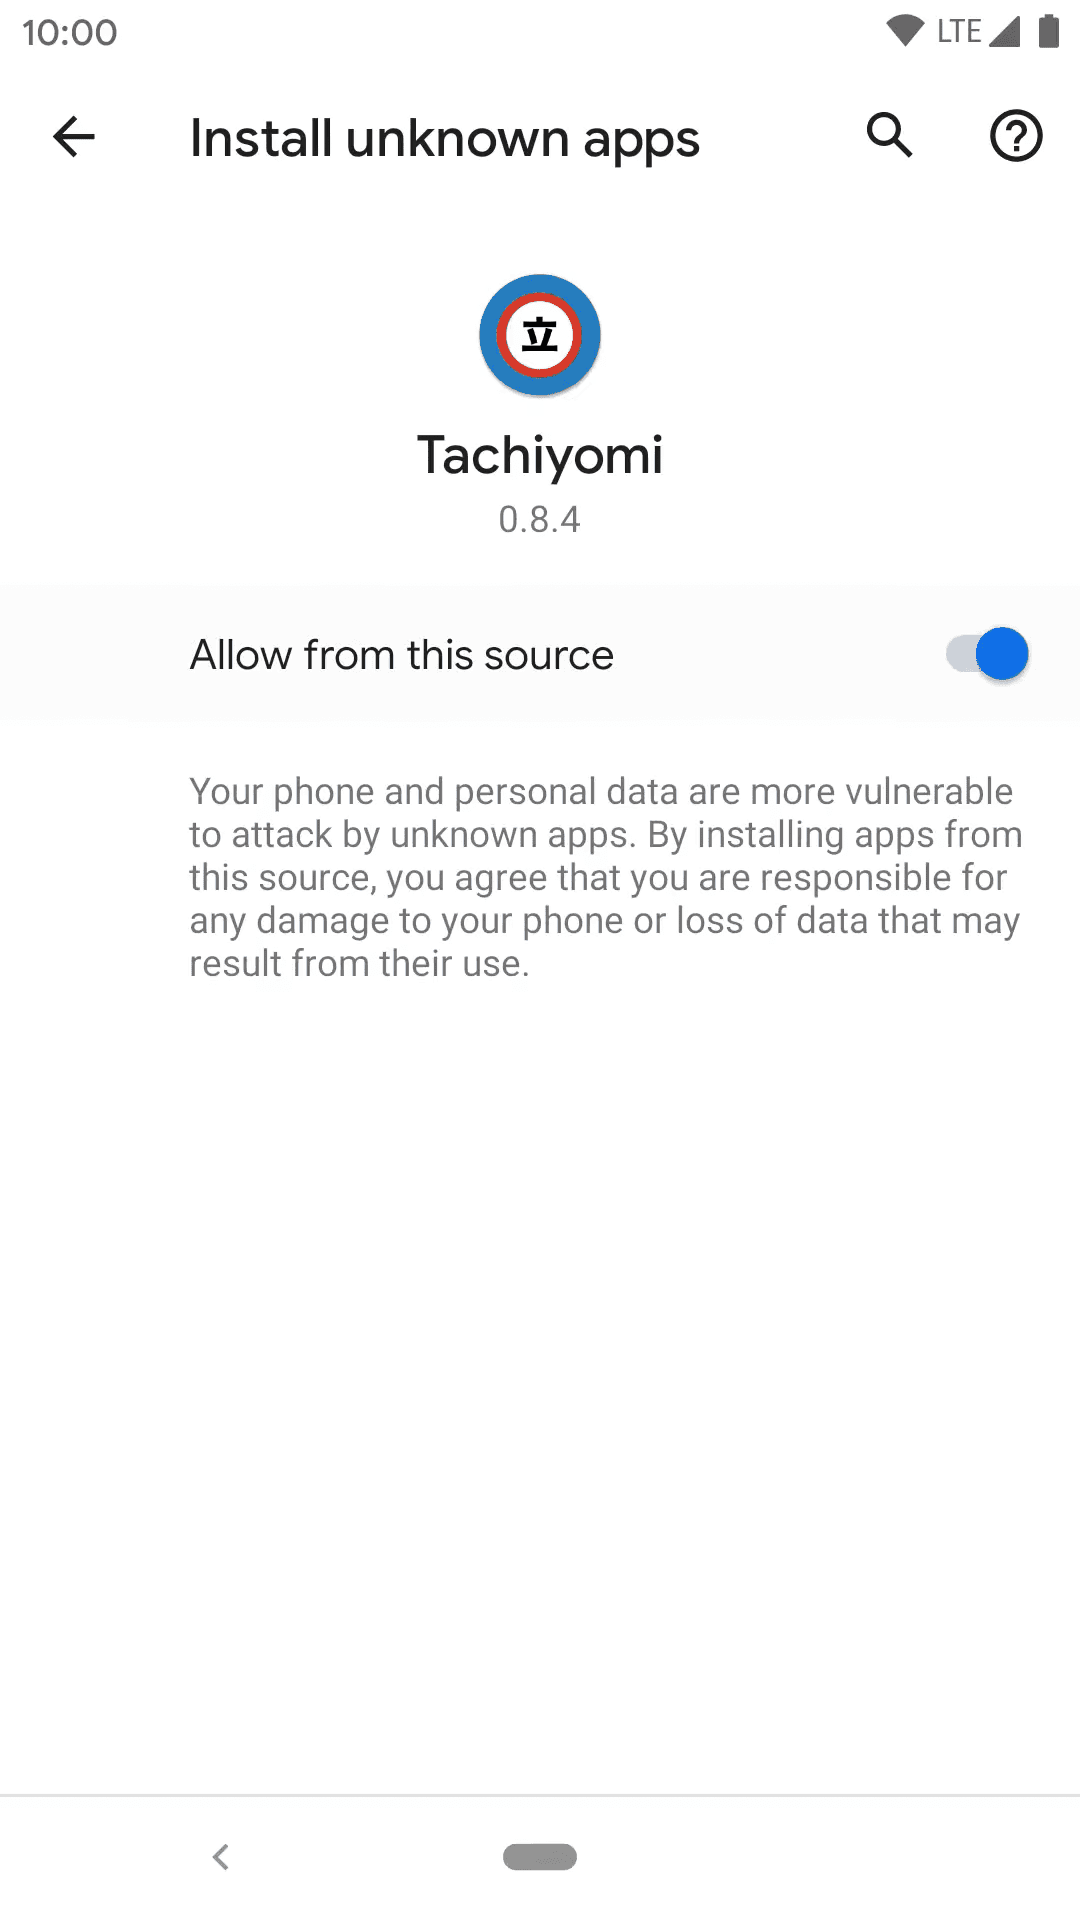 10:00 LTE
Install unknown apps
立
Tachiyomi
0.8.4
Allow from this source
Your phone and personal data are more vulnerable
to attack by unknown apps. By installing apps from
this source, you agree that you are responsible for
any damage to your phone or loss of data that may
result from their use.